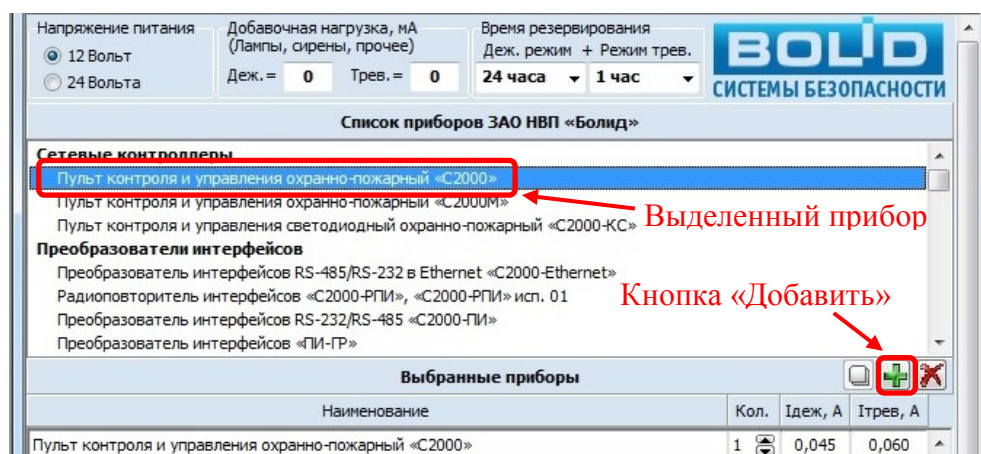 Напряжение питания
12 Вольт
24 Вольта
Добавочная нагрузка, мА
(Лампы, сирены, прочее)
Деж.= 0 Трев.= 0
Время резервирования
Деж. режим + Режим трев.
24 часа 1 час
BOLID
СИСТЕМЫ БЕЗОПАСНОСТИ
Список приборов ЗАО НВП «Болид»
Сетевые контроллеры
Пульт контроля и управления охранно-пожарный «С2000»
Пульт контроля и управления охранно-пожарный «С2000М»
Пульт контроля и управления светодиодный охранно-пожарный «С2000-КС»
Выделенный прибор
Преобразователи интерфейсов
Преобразователь интерфейсов RS-485/RS-232 в Ethernet «С2000-Ethernet»
Радиоповторитель интерфейсов «С2000-РПИ», «С2000-РПИ» исп. 01
Кнопка «Добавить»
Преобразователь интерфейсов RS-232/RS-485 «С2000-ПИ»
Преобразователь интерфейсов «ПИ-ГР»
Выбранные приборы
Наименование Кол. Iдеж, А Iтрев, А
Пульт контроля и управления охранно-пожарный «С2000» 1 0,045 0,060